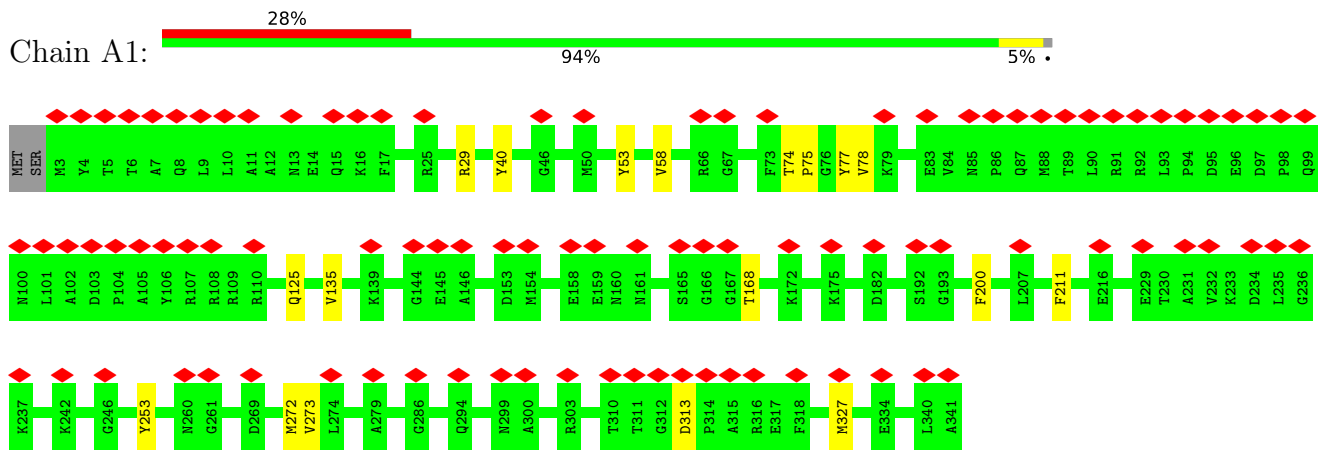 28%
Chain A1:
94% 5% •
MET SER M3 Y4 T5 T6 A7 Q8 L9 L10 A11 A12 N13 E14 Q15 K16 F17 R25 R29 Y40 G46 M50 Y53 V58 R66 G67 F73 T74 P75 G76 Y77 V78 K79 E83 V84 N85 P86 Q87 M88 T89 L90 R91 R92 L93 P94 D95 E96 D97 P98 Q99
N100 L101 A102 D103 P104 A105 Y106 R107 R108 R109 R110 Q125 V135 K139 G144 E145 A146 D153 M154 E158 E159 N160 N161 S165 G166 G167 T168 K172 K175 D182 S192 G193 F200 L207 F211 E216 E229 T230 A231 V232 K233 D234 L235 G236
K237 K242 G246 Y253 N260 G261 D269 M272 V273 L274 A279 G286 Q294 N299 A300 R303 T310 T311 G312 D313 P314 A315 R316 E317 F318 M327 E334 L340 A341